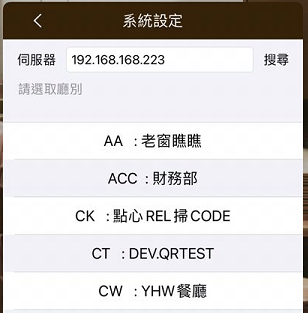 系統設定
伺服器 192.168.168.223 搜尋
請選取廳別
AA : 老窗瞧瞧
ACC : 財務部
CK : 點心 REL 掃 CODE
CT : DEV.QRTEST
CW : YHW 餐廳